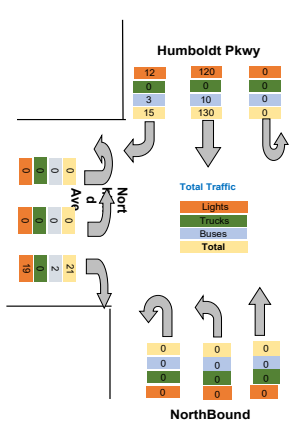 Humboldt Pkwy
12 120 0
0 0 0
3 10 0
15 130 0
Nort
d
Ave
0 0 0 0
0 0 0 0
19 0 2 21
Total Traffic
Lights
Trucks
Buses
Total
0 0 0
0 0 0
0 0 0
0 0 0
NorthBound